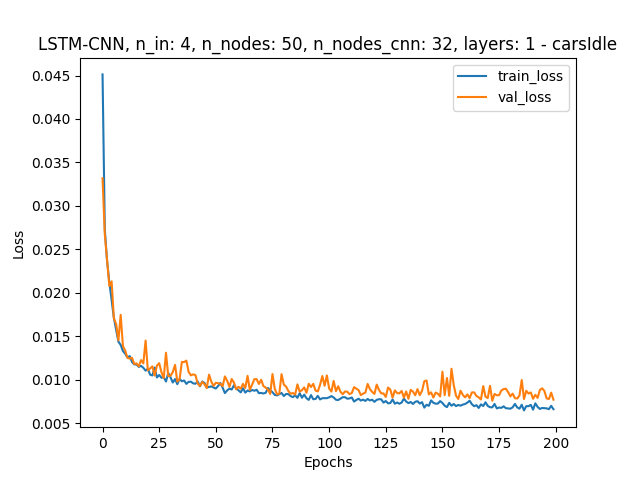 LSTM-CNN, n_in: 4, n_nodes: 50, n_nodes_cnn: 32, layers: 1 - carsIdle
train_loss
val_loss
0.045
0.040
0.035
0.030
0.025
0.020
0.015
0.010
0.005
Loss
0 25 50 75 100 125 150 175 200
Epochs